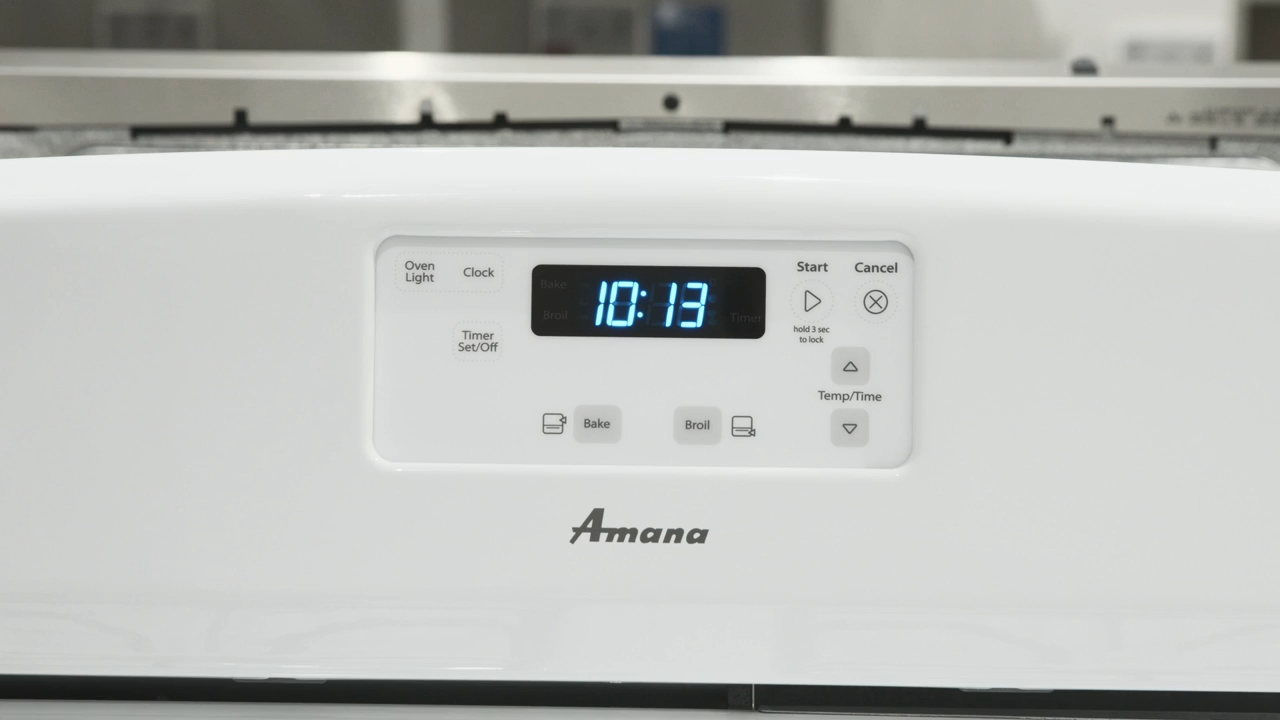 Oven
Light
Clock
Timer
Set/Off
Bake
Broil
10:13
Timer
Start
Cancel
hold 3 sec
to lock
Temp/Time
Bake
Broil
Amana